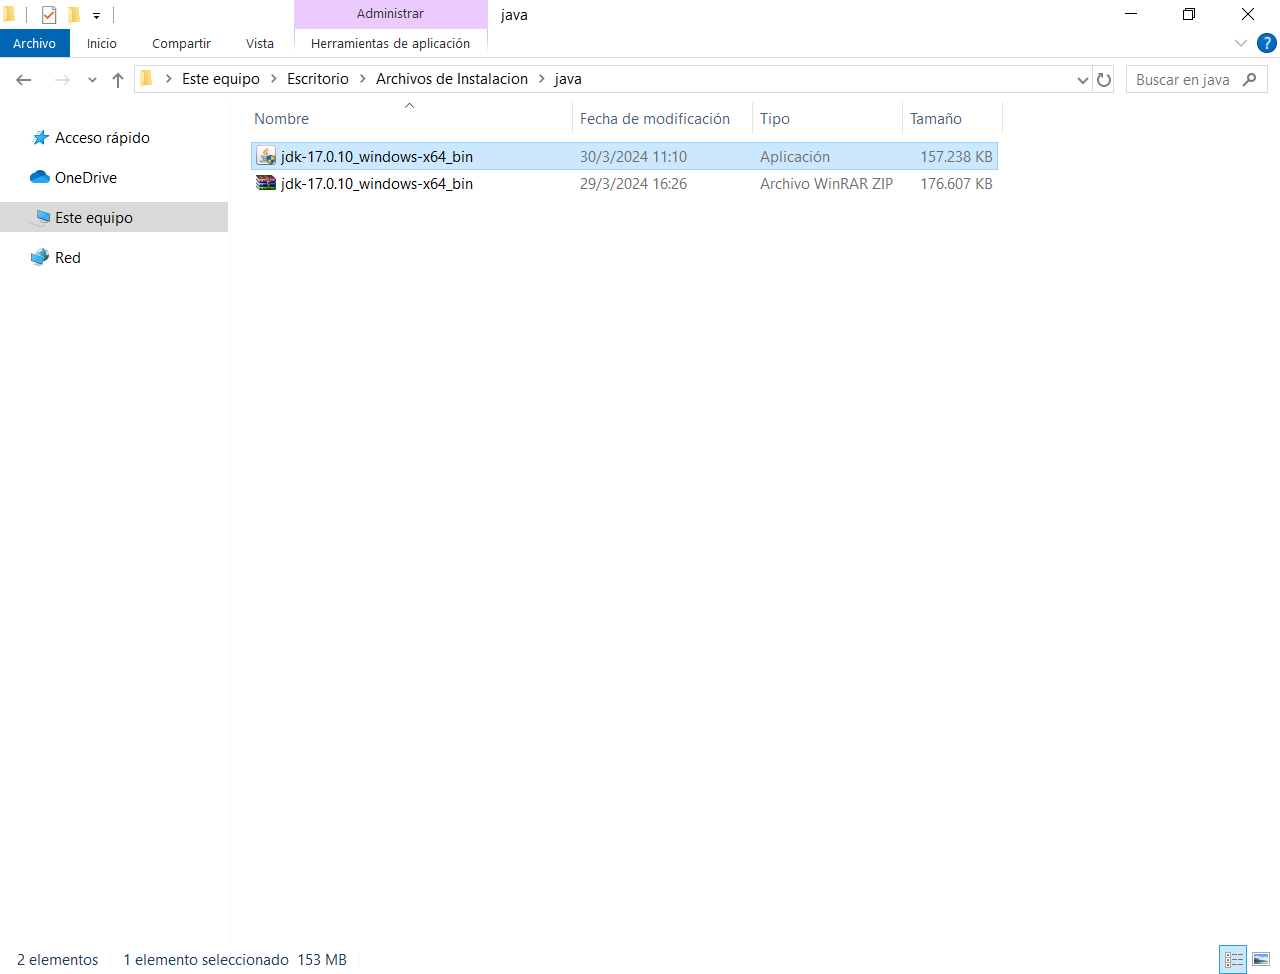 Administrar
java
Archivo
Inicio
Compartir
Vista
Herramientas de aplicación
?
Este equipo
Escritorio
Archivos de Instalacion
java
Buscar en java
Acceso rápido
OneDrive
Este equipo
Red
Nombre
Fecha de modificación
Tipo
Tamaño
jdk-17.0.10_windows-x64_bin 30/3/2024 11:10 Aplicación 157.238 KB
jdk-17.0.10_windows-x64_bin 29/3/2024 16:26 Archivo WinRAR ZIP 176.607 KB
2 elementos
1 elemento seleccionado 153 MB